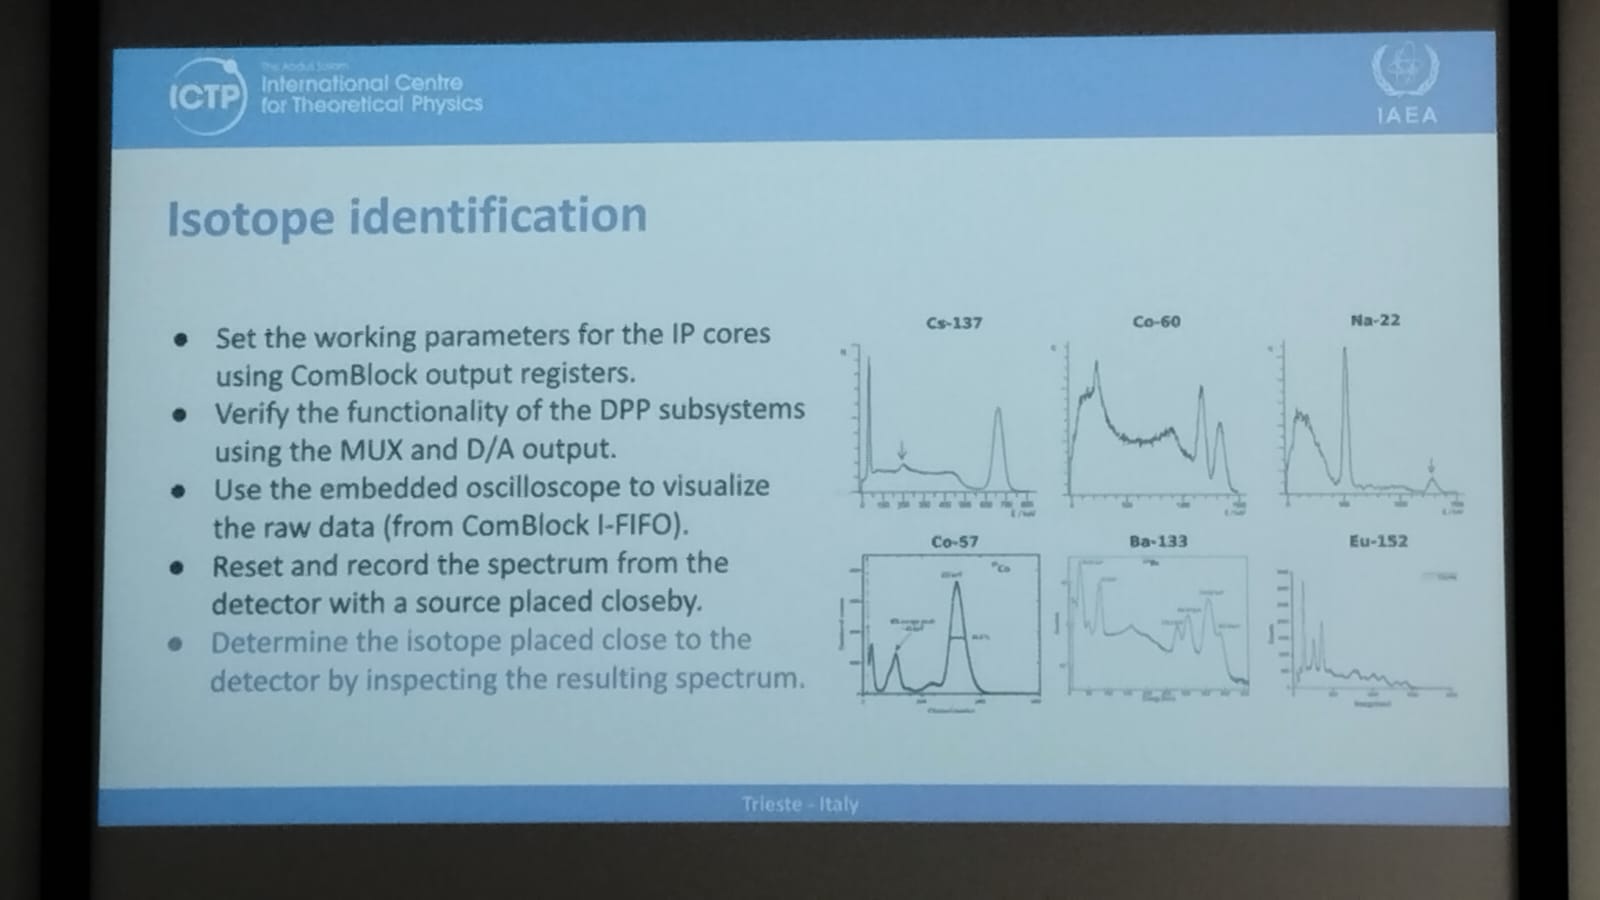 The Abdus Salam
ICTP
International Centre
for Theoretical Physics
IAEA
Isotope identification
● Set the working parameters for the IP cores
using ComBlock output registers.
● Verify the functionality of the DPP subsystems
using the MUX and D/A output.
● Use the embedded oscilloscope to visualize
the raw data (from ComBlock I-FIFO).
● Reset and record the spectrum from the
detector with a source placed closeby.
● Determine the isotope placed close to the
detector by inspecting the resulting spectrum.
Cs-137
Co-60
Na-22
Co-57
Ba-133
Eu-152
Trieste - Italy